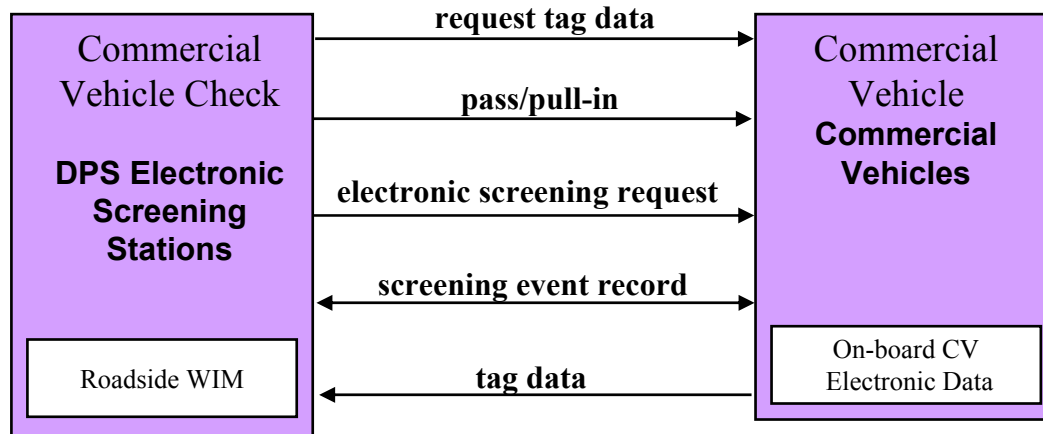 Commercial
Vehicle Check
DPS Electronic
Screening
Stations
Roadside WIM
request tag data
pass/pull-in
electronic screening request
screening event record
tag data
Commercial
Vehicle
Commercial
Vehicles
On-board CV
Electronic Data